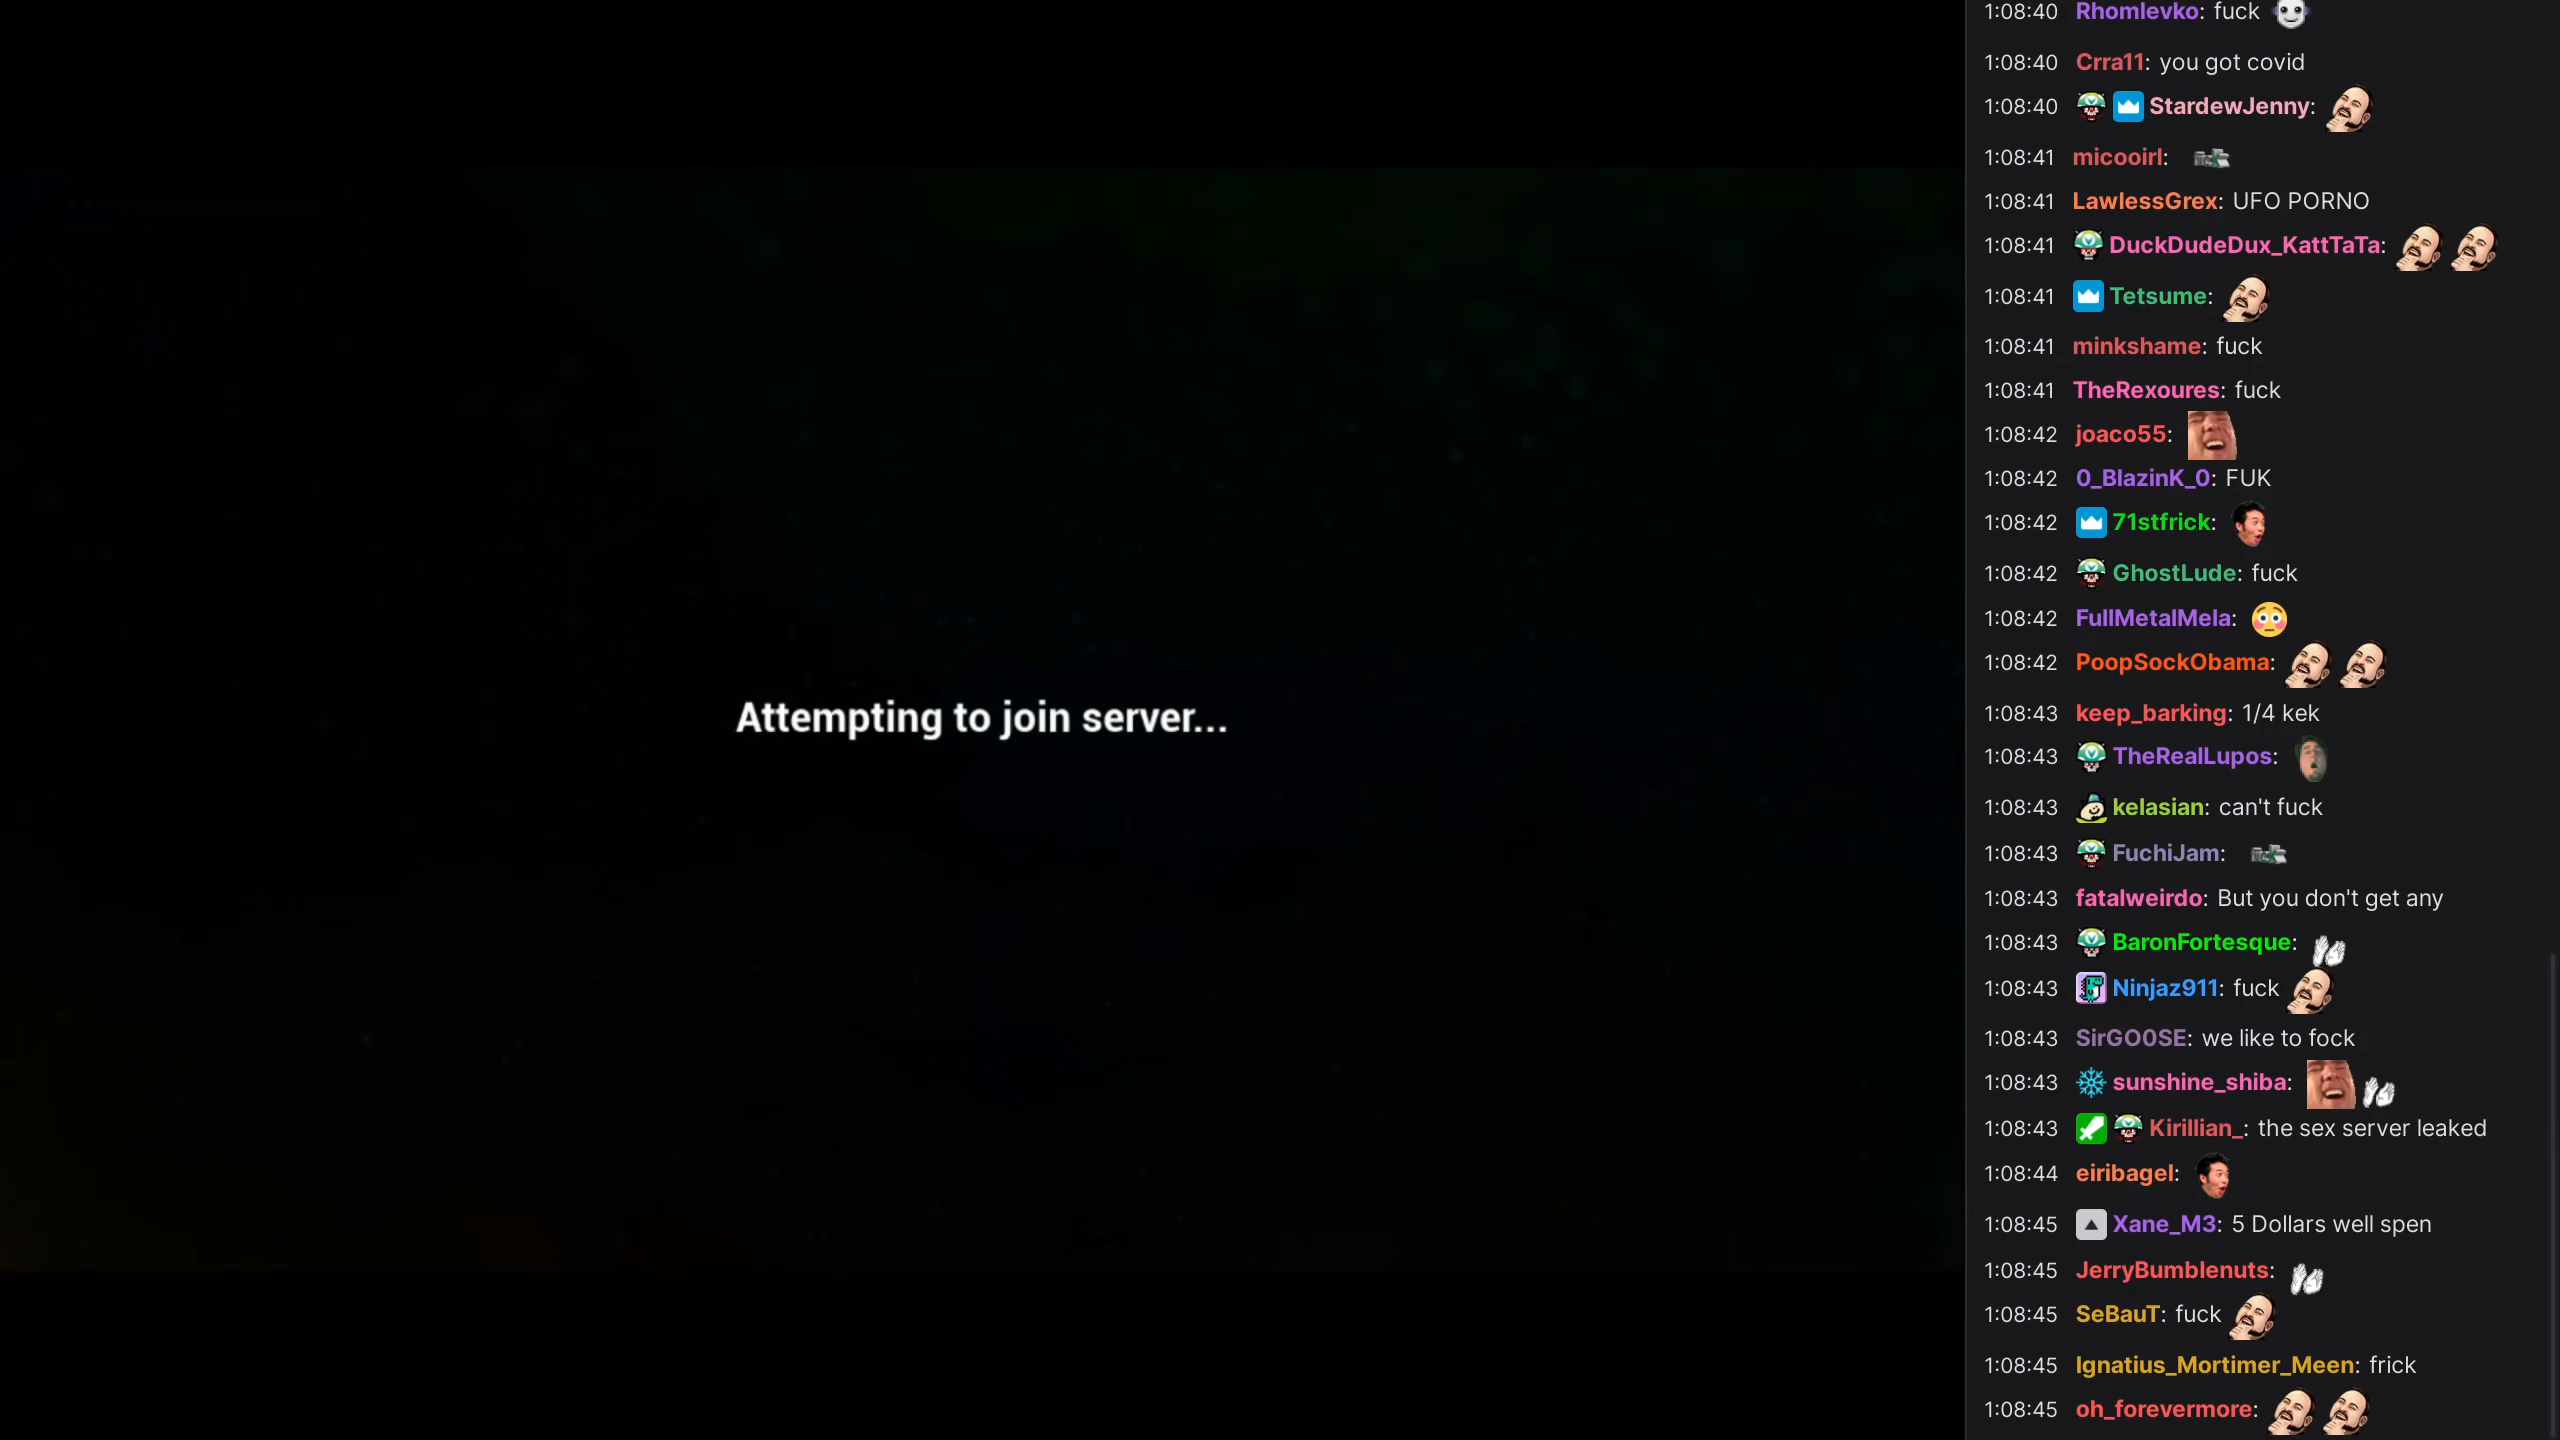 Attempting to join server...
1:08:40 Rhomlevko: fuck
1:08:40 Crra11: you got covid
1:08:40 StardewJenny:
1:08:41 micooirl:
1:08:41 LawlessGrex: UFO PORNO
1:08:41 DuckDudeDux_KattTaTa:
1:08:41 Tetsume:
1:08:41 minkshame: fuck
1:08:41 TheRexoures: fuck
1:08:42 joaco55:
1:08:42 0_BlazinK_0: FUK
1:08:42 71stfrick:
1:08:42 GhostLude: fuck
1:08:42 FullMetalMela:
1:08:42 PoopSockObama:
1:08:43 keep_barking: 1/4 kek
1:08:43 TheRealLupos:
1:08:43 kelasian: can't fuck
1:08:43 FuchiJam:
1:08:43 fatalweirdo: But you don't get any
1:08:43 BaronFortesque:
1:08:43 Ninjaz911: fuck
1:08:43 SirGO0SE: we like to fock
1:08:43 sunshine_shiba:
1:08:43 Kirillian_: the sex server leaked
1:08:44 eiribagel:
1:08:45 Xane_M3: 5 Dollars well spen
1:08:45 JerryBumblenuts:
1:08:45 SeBauT: fuck
1:08:45 Ignatius_Mortimer_Meen: frick
1:08:45 oh_forevermore: